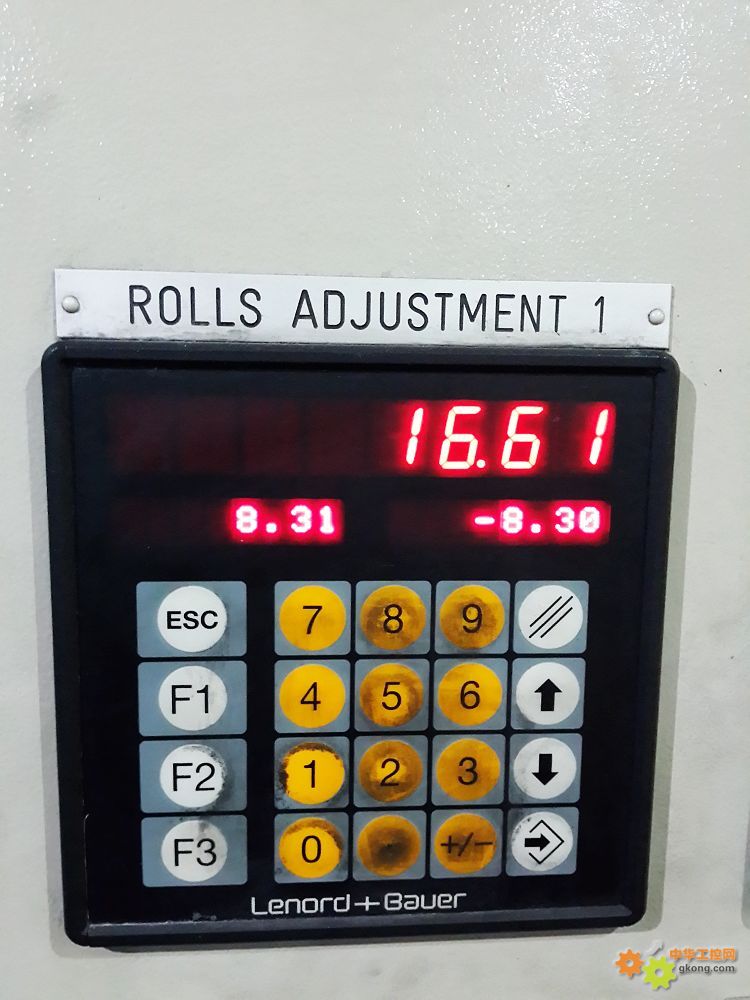 ROLLS ADJUSTMENT 1
16.61
8.31 -8.30
ESC 7 8 9
F1 4 5 6
F2 1 2 3
F3 0 . +/-
Lenord+Bauer
中华工控网
gkong.com